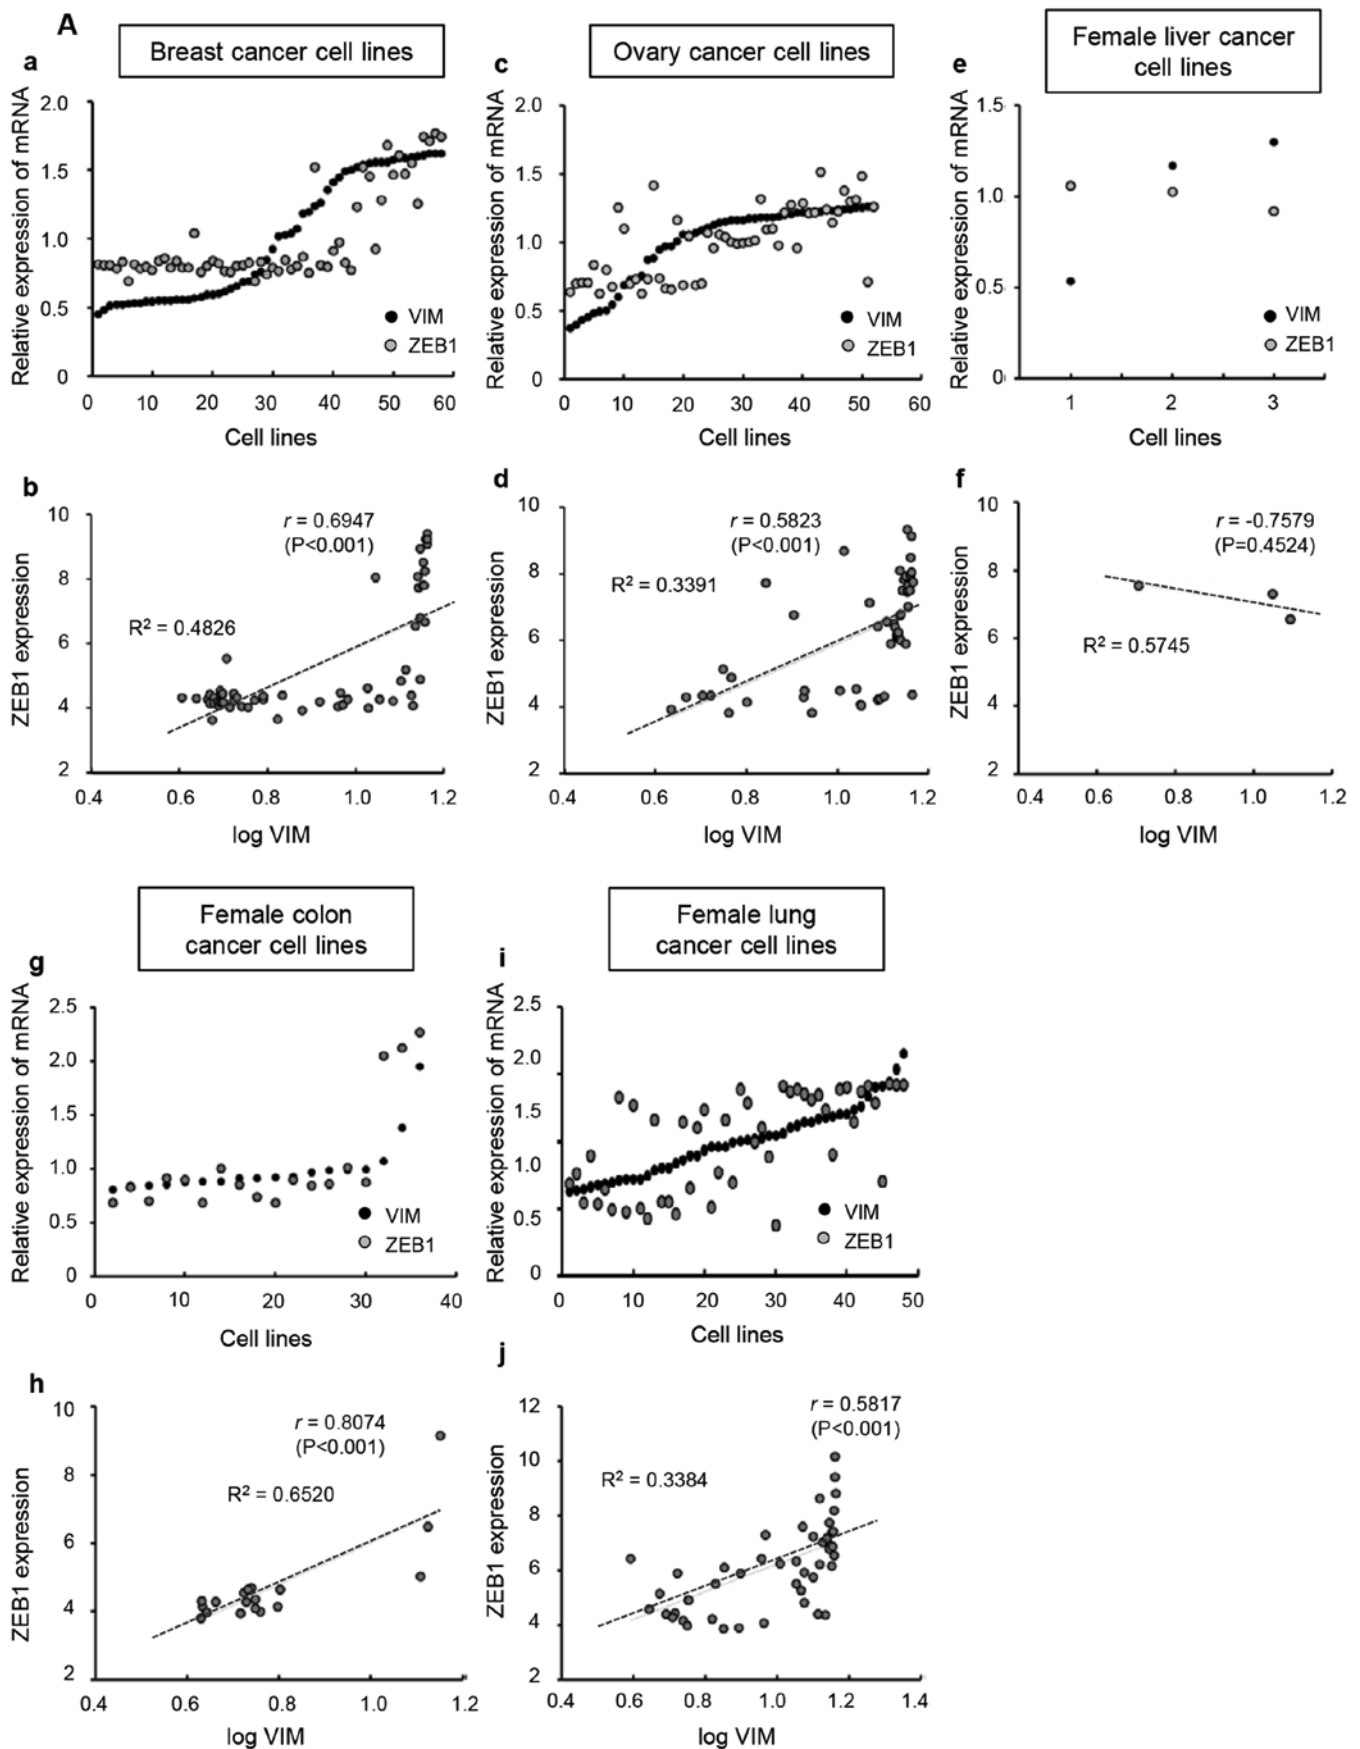 A
a
Breast cancer cell lines
Relative expression of mRNA
2.0
1.5
1.0
0.5
0
VIM
ZEB1
0 10 20 30 40 50 60
Cell lines
c
Ovary cancer cell lines
Relative expression of mRNA
2.0
1.5
1.0
0.5
0
VIM
ZEB1
0 10 20 30 40 50 60
Cell lines
e
Female liver cancer
cell lines
Relative expression of mRNA
1.5
1.0
0.5
0
VIM
ZEB1
1 2 3
Cell lines
b
ZEB1 expression
10
8
6
4
2
r = 0.6947
(P<0.001)
R² = 0.4826
0.4 0.6 0.8 1.0 1.2
log VIM
d
ZEB1 expression
10
8
6
4
2
r = 0.5823
(P<0.001)
R² = 0.3391
0.4 0.6 0.8 1.0 1.2
log VIM
f
ZEB1 expression
10
8
6
4
2
r = -0.7579
(P=0.4524)
R² = 0.5745
0.4 0.6 0.8 1.0 1.2
log VIM
g
Female colon
cancer cell lines
Relative expression of mRNA
2.5
2.0
1.5
1.0
0.5
0
VIM
ZEB1
0 10 20 30 40
Cell lines
i
Female lung
cancer cell lines
Relative expression of mRNA
2.5
2.0
1.5
1.0
0.5
0
VIM
ZEB1
0 10 20 30 40 50
Cell lines
h
ZEB1 expression
10
8
6
4
2
r = 0.8074
(P<0.001)
R² = 0.6520
0.4 0.6 0.8 1.0 1.2
log VIM
j
ZEB1 expression
12
10
8
6
4
2
r = 0.5817
(P<0.001)
R² = 0.3384
0.4 0.6 0.8 1.0 1.2 1.4
log VIM